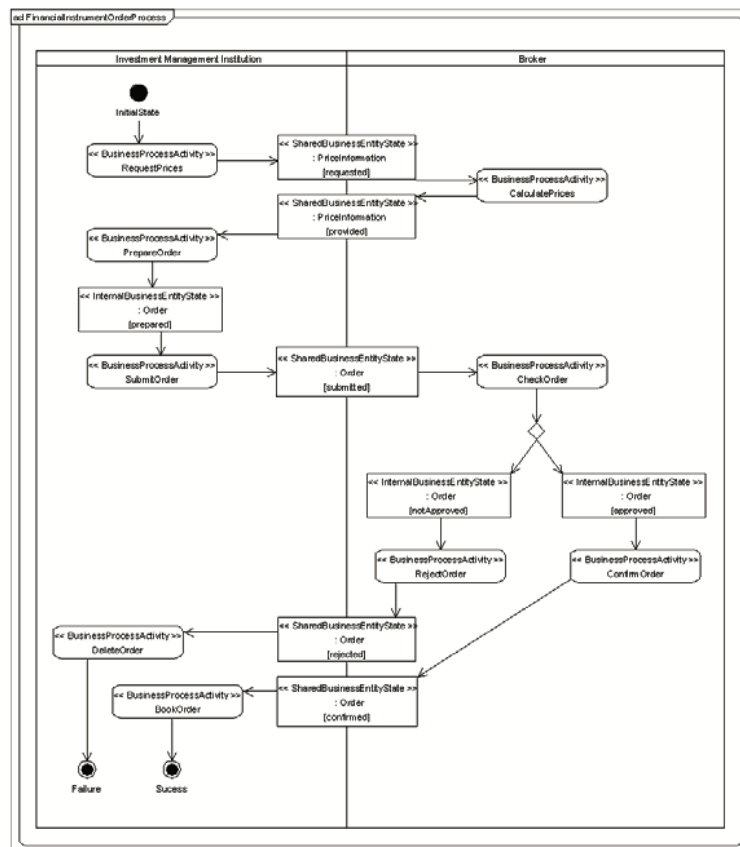 ad FinancialInstrumentOrderProcess
Investment Management Institution
Broker
InitialState
<< BusinessProcessActivity >>
RequestPrices
<< SharedBusinessEntityState >>
: PriceInformation
[requested]
<< BusinessProcessActivity >>
CalculatePrices
<< SharedBusinessEntityState >>
: PriceInformation
[provided]
<< BusinessProcessActivity >>
PrepareOrder
<< InternalBusinessEntityState >>
: Order
[prepared]
<< BusinessProcessActivity >>
SubmitOrder
<< SharedBusinessEntityState >>
: Order
[submitted]
<< BusinessProcessActivity >>
CheckOrder
<< InternalBusinessEntityState >>
: Order
[notApproved]
<< InternalBusinessEntityState >>
: Order
[approved]
<< BusinessProcessActivity >>
RejectOrder
<< BusinessProcessActivity >>
ConfirmOrder
<< SharedBusinessEntityState >>
: Order
[rejected]
<< BusinessProcessActivity >>
DeleteOrder
<< SharedBusinessEntityState >>
: Order
[confirmed]
<< BusinessProcessActivity >>
BookOrder
Failure
Sucess